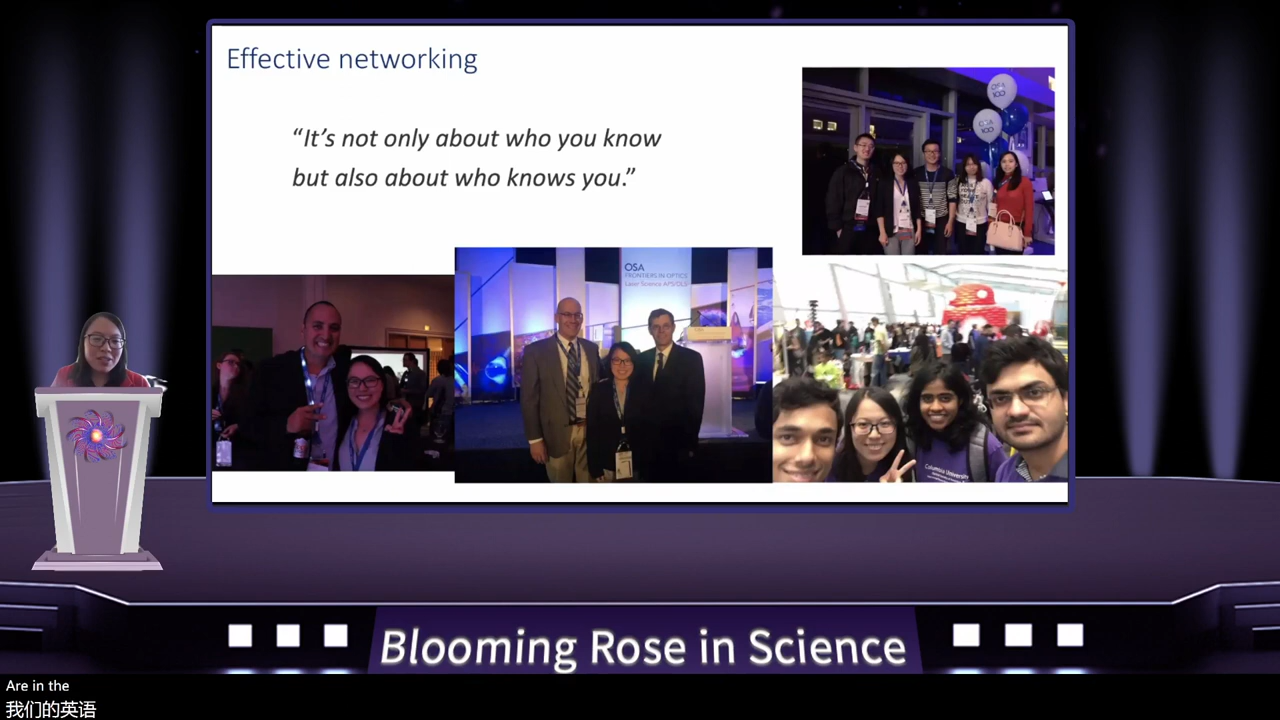 Effective networking
“It’s not only about who you know
but also about who knows you.”
OSA
100
OSA
100
OSA
FRONTIERS IN OPTICS
Laser Science APS/DLS
Columbia University
Blooming Rose in Science
Are in the
我们的英语